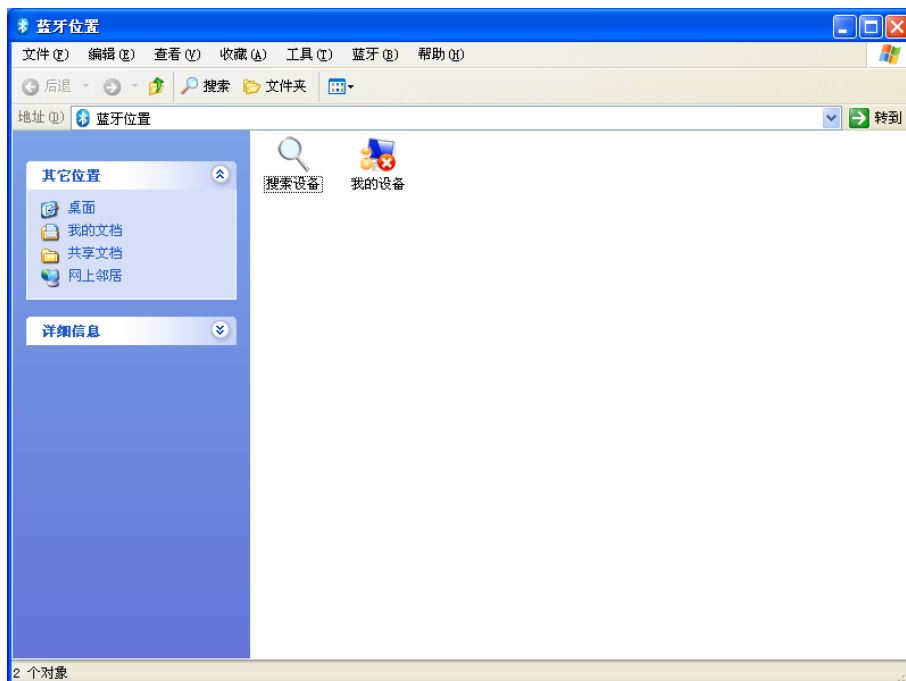 蓝牙位置
文件(F) 编辑(E) 查看(V) 收藏(A) 工具(T) 蓝牙(B) 帮助(H)
后退 搜索 文件夹
地址(D) 蓝牙位置 转到
其它位置
桌面
我的文档
共享文档
网上邻居
详细信息
搜索设备 我的设备
2 个对象